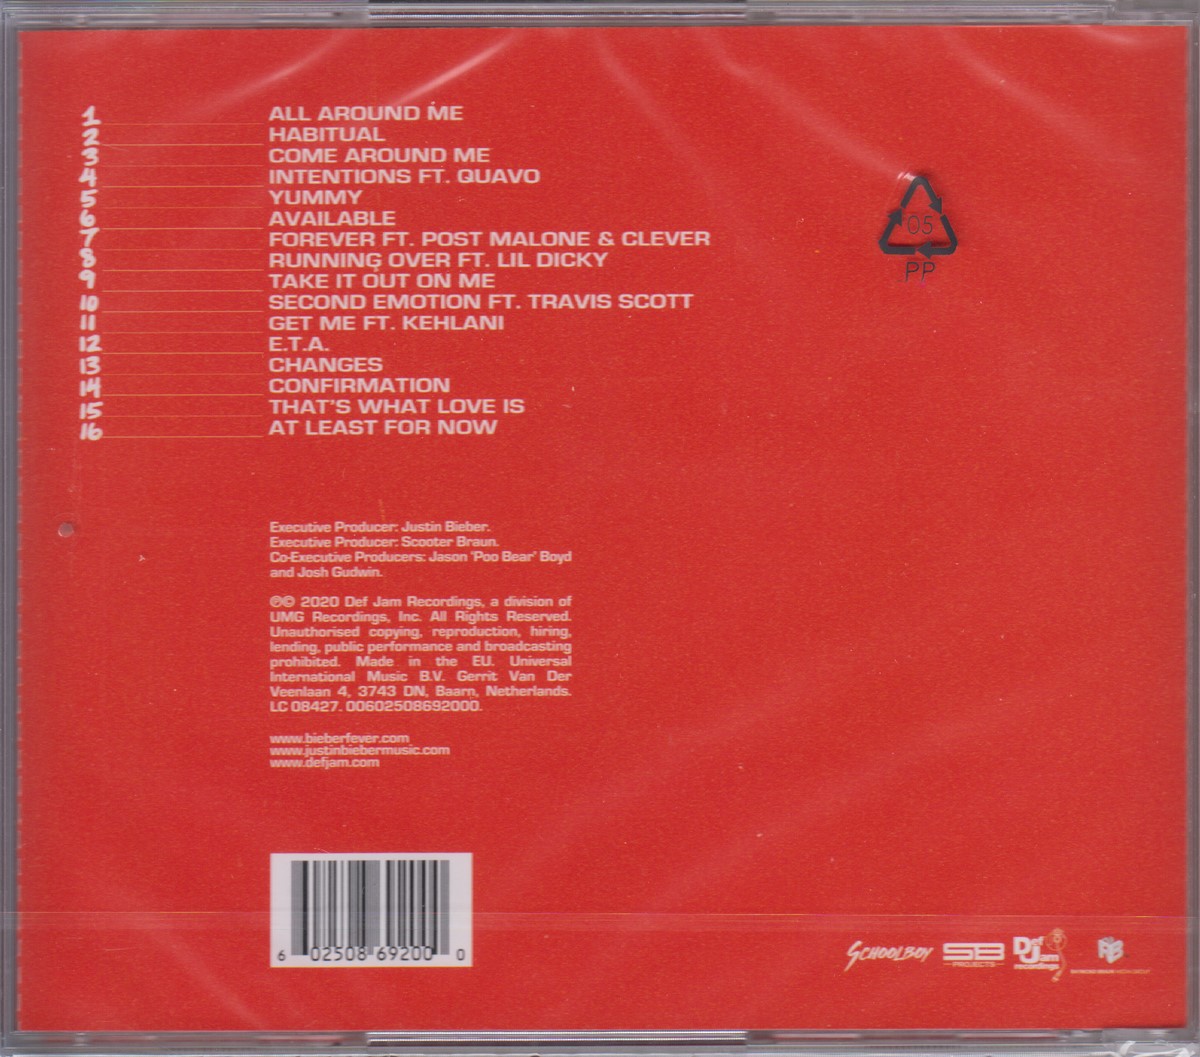 1 ALL AROUND ME
2 HABITUAL
3 COME AROUND ME
4 INTENTIONS FT. QUAVO
5 YUMMY
6 AVAILABLE
7 FOREVER FT. POST MALONE & CLEVER
8 RUNNING OVER FT. LIL DICKY
9 TAKE IT OUT ON ME
10 SECOND EMOTION FT. TRAVIS SCOTT
11 GET ME FT. KEHLANI
12 E.T.A.
13 CHANGES
14 CONFIRMATION
15 THAT'S WHAT LOVE IS
16 AT LEAST FOR NOW
05
PP
Executive Producer: Justin Bieber.
Executive Producer: Scooter Braun.
Co-Executive Producers: Jason 'Poo Bear' Boyd
and Josh Gudwin.
℗© 2020 Def Jam Recordings, a division of
UMG Recordings, Inc. All Rights Reserved.
Unauthorised copying, reproduction, hiring,
lending, public performance and broadcasting
prohibited. Made in the EU. Universal
International Music B.V. Gerrit Van Der
Veenlaan 4, 3743 DN, Baarn, Netherlands.
LC 08427. 00602508692000.
www.bieberfever.com
www.justinbiebermusic.com
www.defjam.com
6 02508 69200 0
SCHOOLBOY
SB
PROJECTS
Def
Jam
recordings
RB